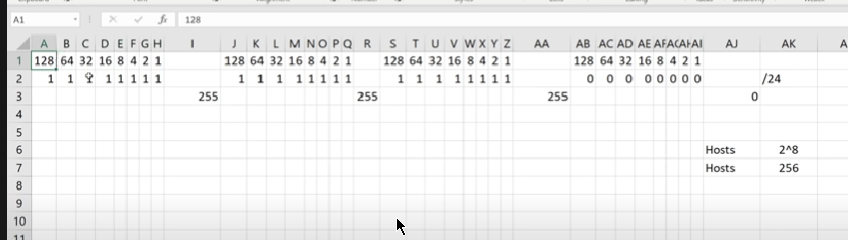 A1 fx 128
A B C D E F G H I J K L M N O P Q R S T U V W X Y Z AA AB AC AD AE AF AG AH AI AJ AK
1 128 64 32 16 8 4 2 1 128 64 32 16 8 4 2 1 128 64 32 16 8 4 2 1 128 64 32 16 8 4 2 1
2 1 1 1 1 1 1 1 1 1 1 1 1 1 1 1 1 1 1 1 1 1 1 1 1 0 0 0 0 0 0 0 0 /24
3 255 255 255 0
4
5
6 Hosts 2^8
7 Hosts 256
8
9
10
11